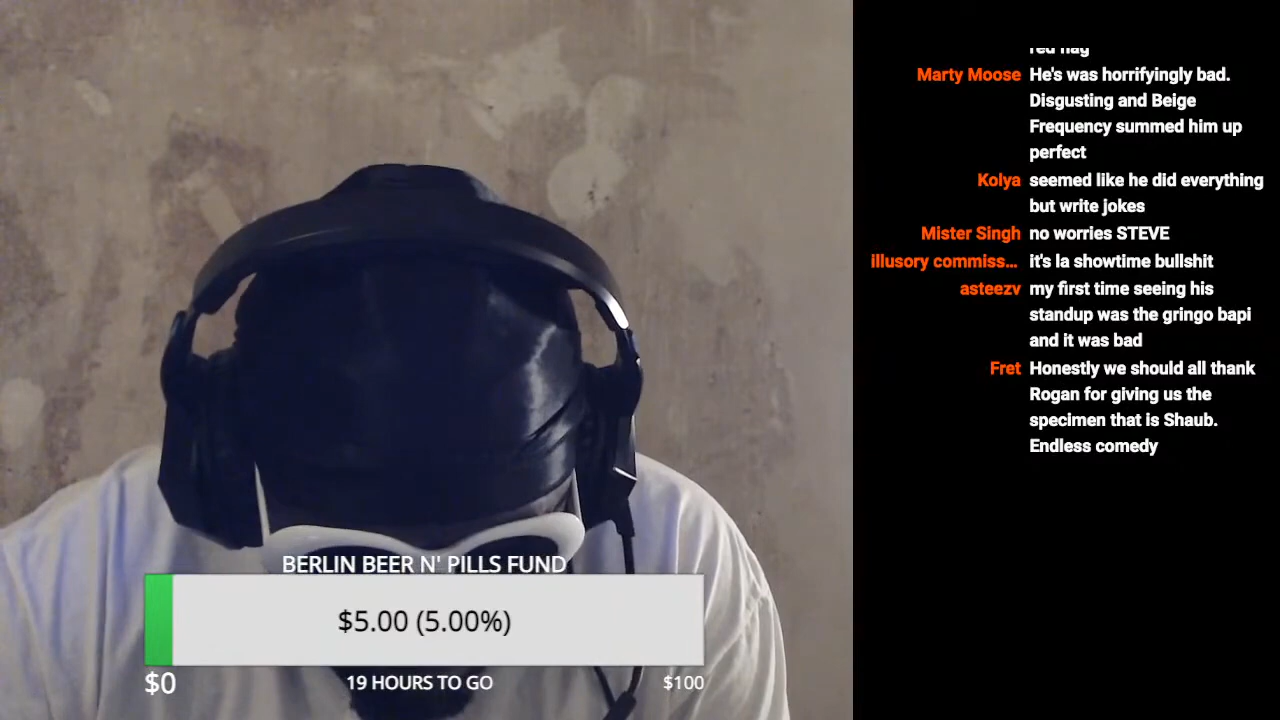 red flag
Marty Moose He's was horrifyingly bad.
Disgusting and Beige
Frequency summed him up
perfect
Kolya seemed like he did everything
but write jokes
Mister Singh no worries STEVE
illusory commiss... it's la showtime bullshit
asteezv my first time seeing his
standup was the gringo bapi
and it was bad
Fret Honestly we should all thank
Rogan for giving us the
specimen that is Shaub.
Endless comedy
BERLIN BEER N' PILLS FUND
$5.00 (5.00%)
$0 19 HOURS TO GO $100